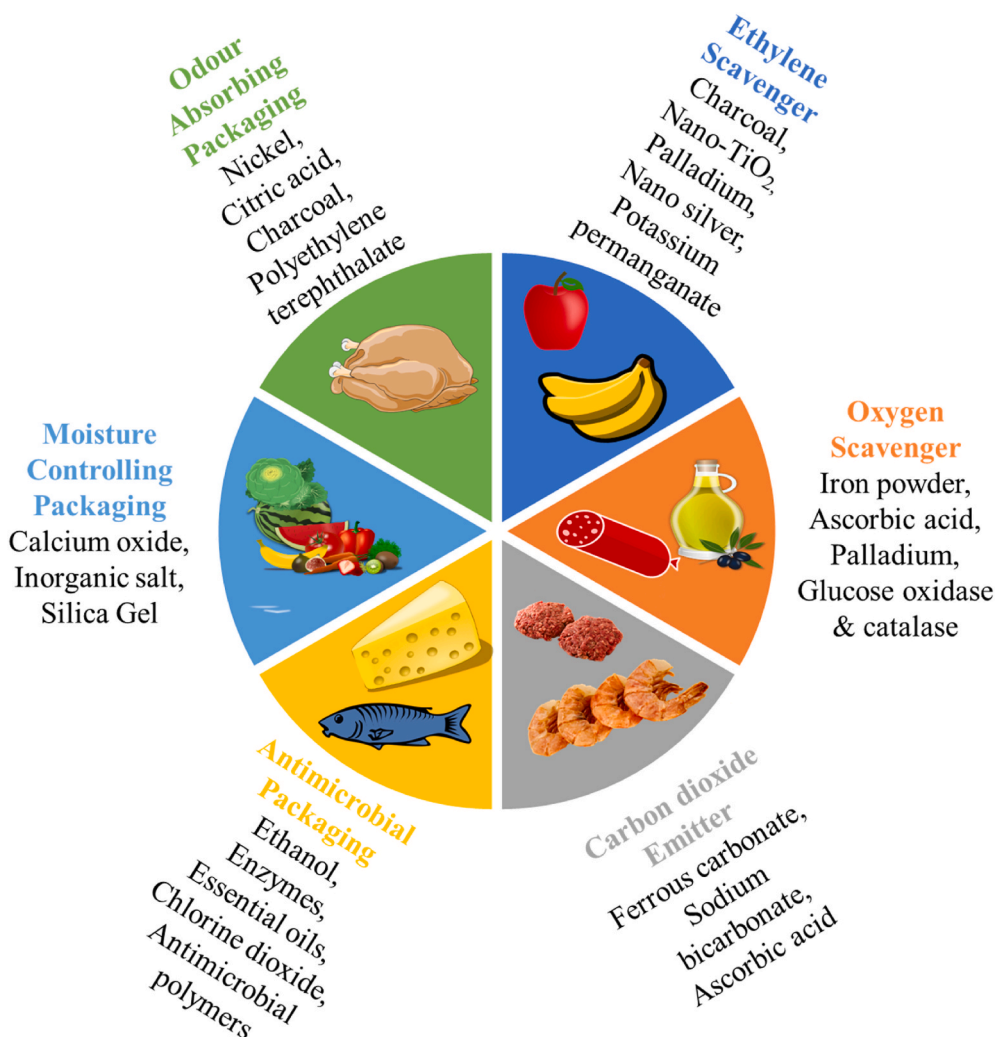 Odour
Absorbing
Packaging
Nickel,
Citric acid,
Charcoal,
Polyethylene
terephthalate
Ethylene
Scavenger
Charcoal,
Nano-TiO₂,
Palladium,
Nano silver,
Potassium
permanganate
Oxygen
Scavenger
Iron powder,
Ascorbic acid,
Palladium,
Glucose oxidase
& catalase
Carbon dioxide
Emitter
Ferrous carbonate,
Sodium
bicarbonate,
Ascorbic acid
Antimicrobial
Packaging
Ethanol,
Enzymes,
Essential oils,
Chlorine dioxide,
Antimicrobial
polymers
Moisture
Controlling
Packaging
Calcium oxide,
Inorganic salt,
Silica Gel